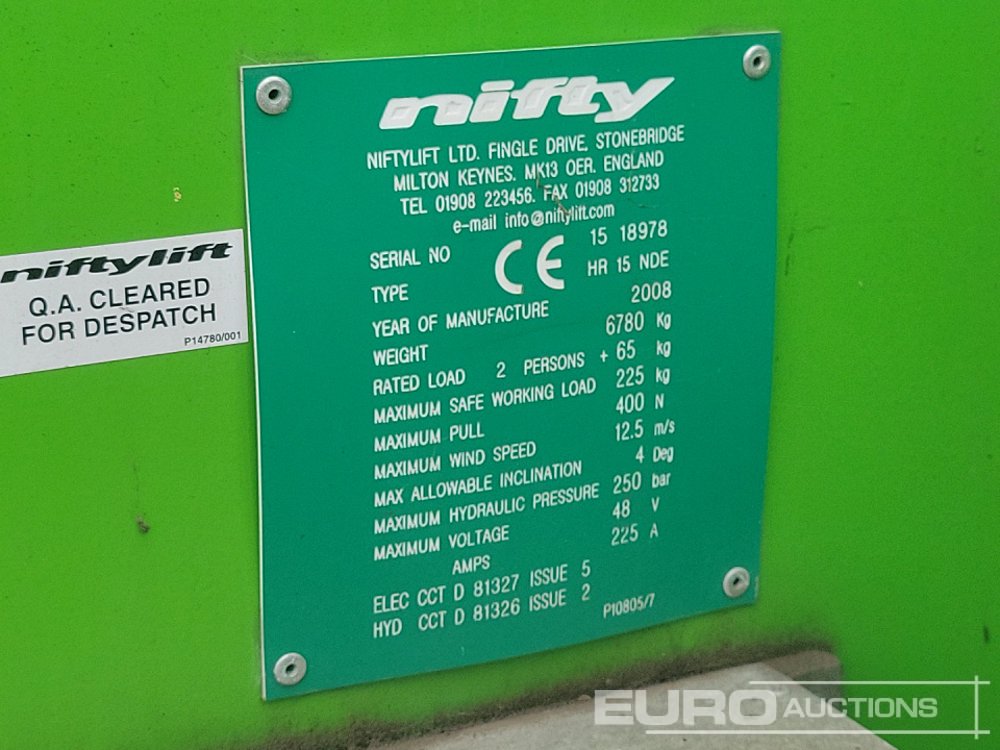 nifty
NIFTYLIFT LTD. FINGLE DRIVE, STONEBRIDGE
MILTON KEYNES. MK13 OER. ENGLAND
TEL 01908 223456. FAX 01908 312733
e-mail info@niftylift.com
SERIAL NO 15 18978
CE
TYPE HR 15 NDE
YEAR OF MANUFACTURE 2008
WEIGHT 6780 Kg
RATED LOAD 2 PERSONS + 65 kg
MAXIMUM SAFE WORKING LOAD 225 kg
MAXIMUM PULL 400 N
MAXIMUM WIND SPEED 12.5 m/s
MAX ALLOWABLE INCLINATION 4 Deg
MAXIMUM HYDRAULIC PRESSURE 250 bar
MAXIMUM VOLTAGE 48 V
AMPS 225 A
ELEC CCT D 81327 ISSUE 5
HYD CCT D 81326 ISSUE 2
P10805/7
niftylift
Q.A. CLEARED
FOR DESPATCH
P14780/001
EURO AUCTIONS